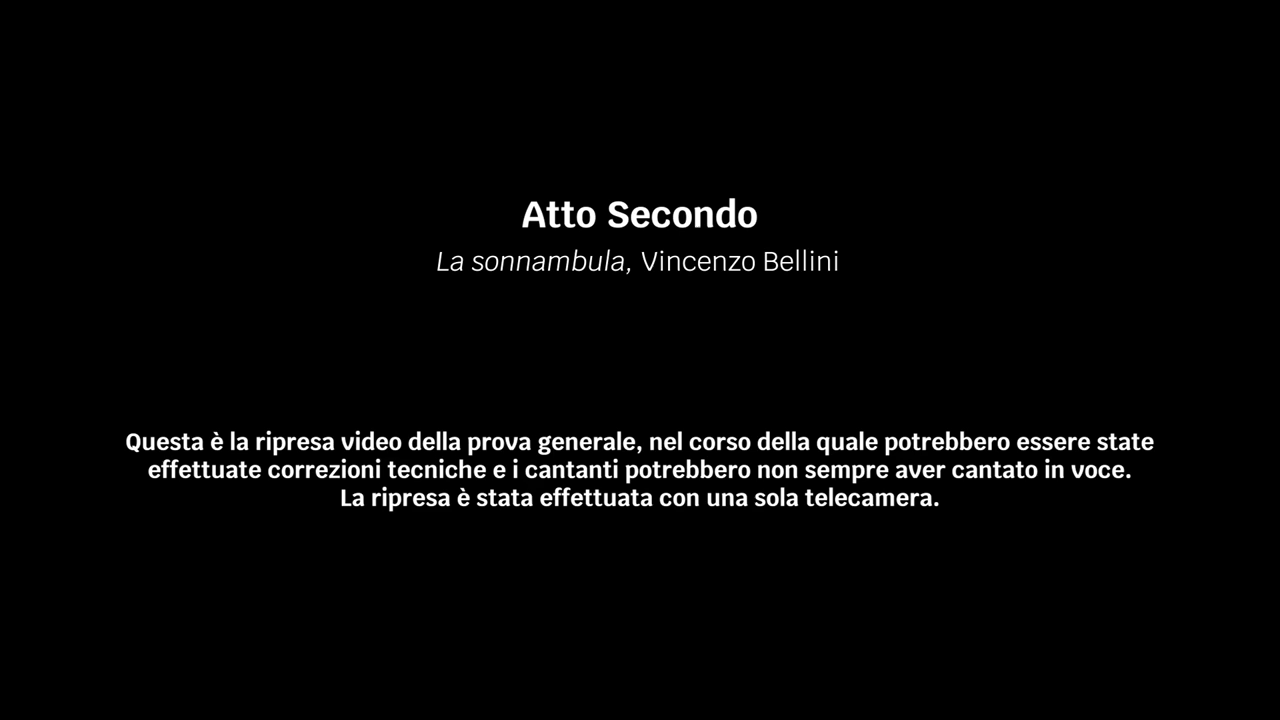 Atto Secondo
La sonnambula, Vincenzo Bellini
Questa è la ripresa video della prova generale, nel corso della quale potrebbero essere state
effettuate correzioni tecniche e i cantanti potrebbero non sempre aver cantato in voce.
La ripresa è stata effettuata con una sola telecamera.